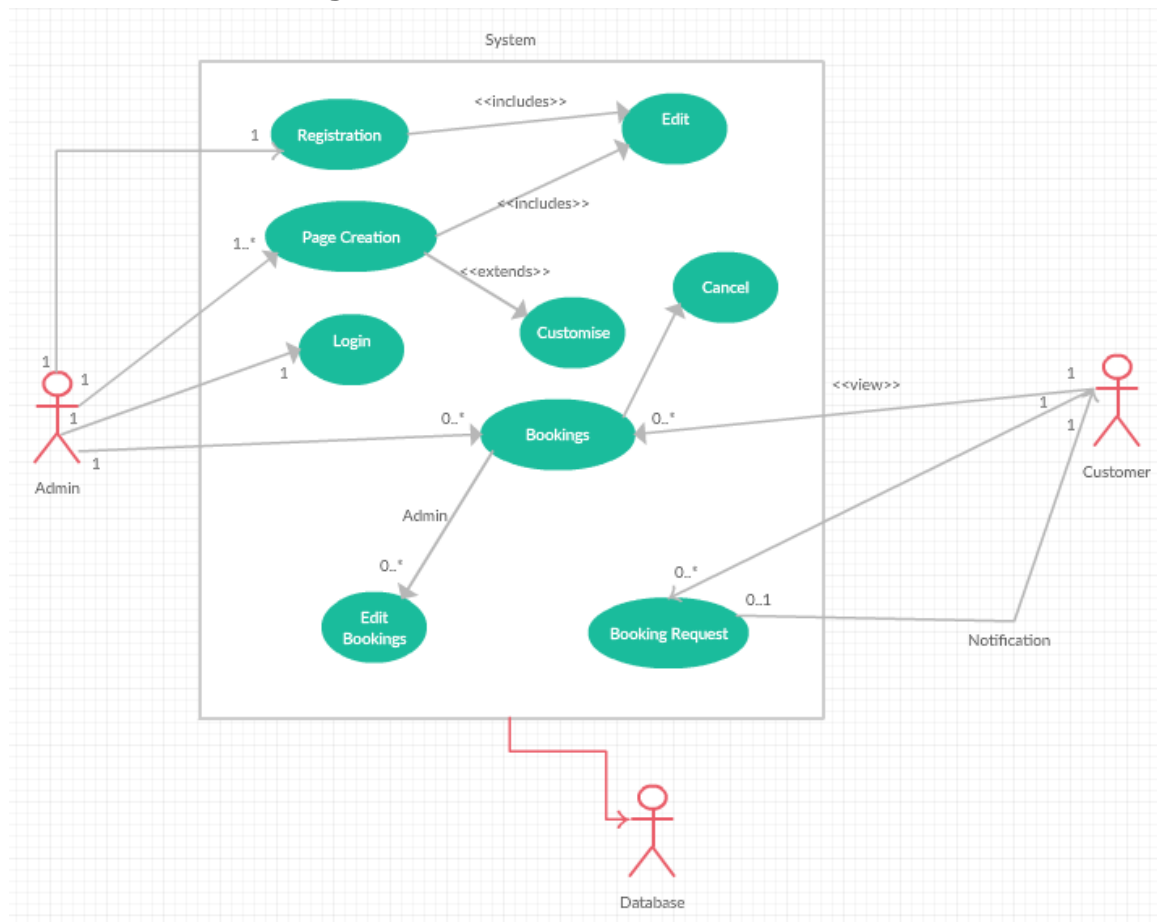 System
<<includes>>
Edit
Registration
1
<<includes>>
Page Creation
1..*
<<extends>>
Cancel
Customise
Login
1
1
1
1
1
Admin
0..*
Bookings
0..*
<<view>>
1
1
1
Customer
Admin
0..*
Edit
Bookings
0..*
0..1
Booking Request
Notification
Database